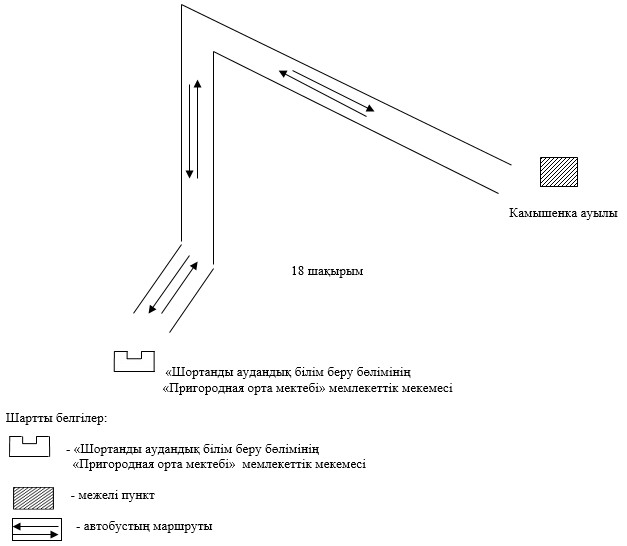 Камышенка ауылы
18 шақырым
«Шортанды аудандық білім беру бөлімінің
«Пригородная орта мектебі» мемлекеттік мекемесі
Шартты белгілер:
- «Шортанды аудандық білім беру бөлімінің
«Пригородная орта мектебі» мемлекеттік мекемесі
- межелі пункт
- автобустың маршруты